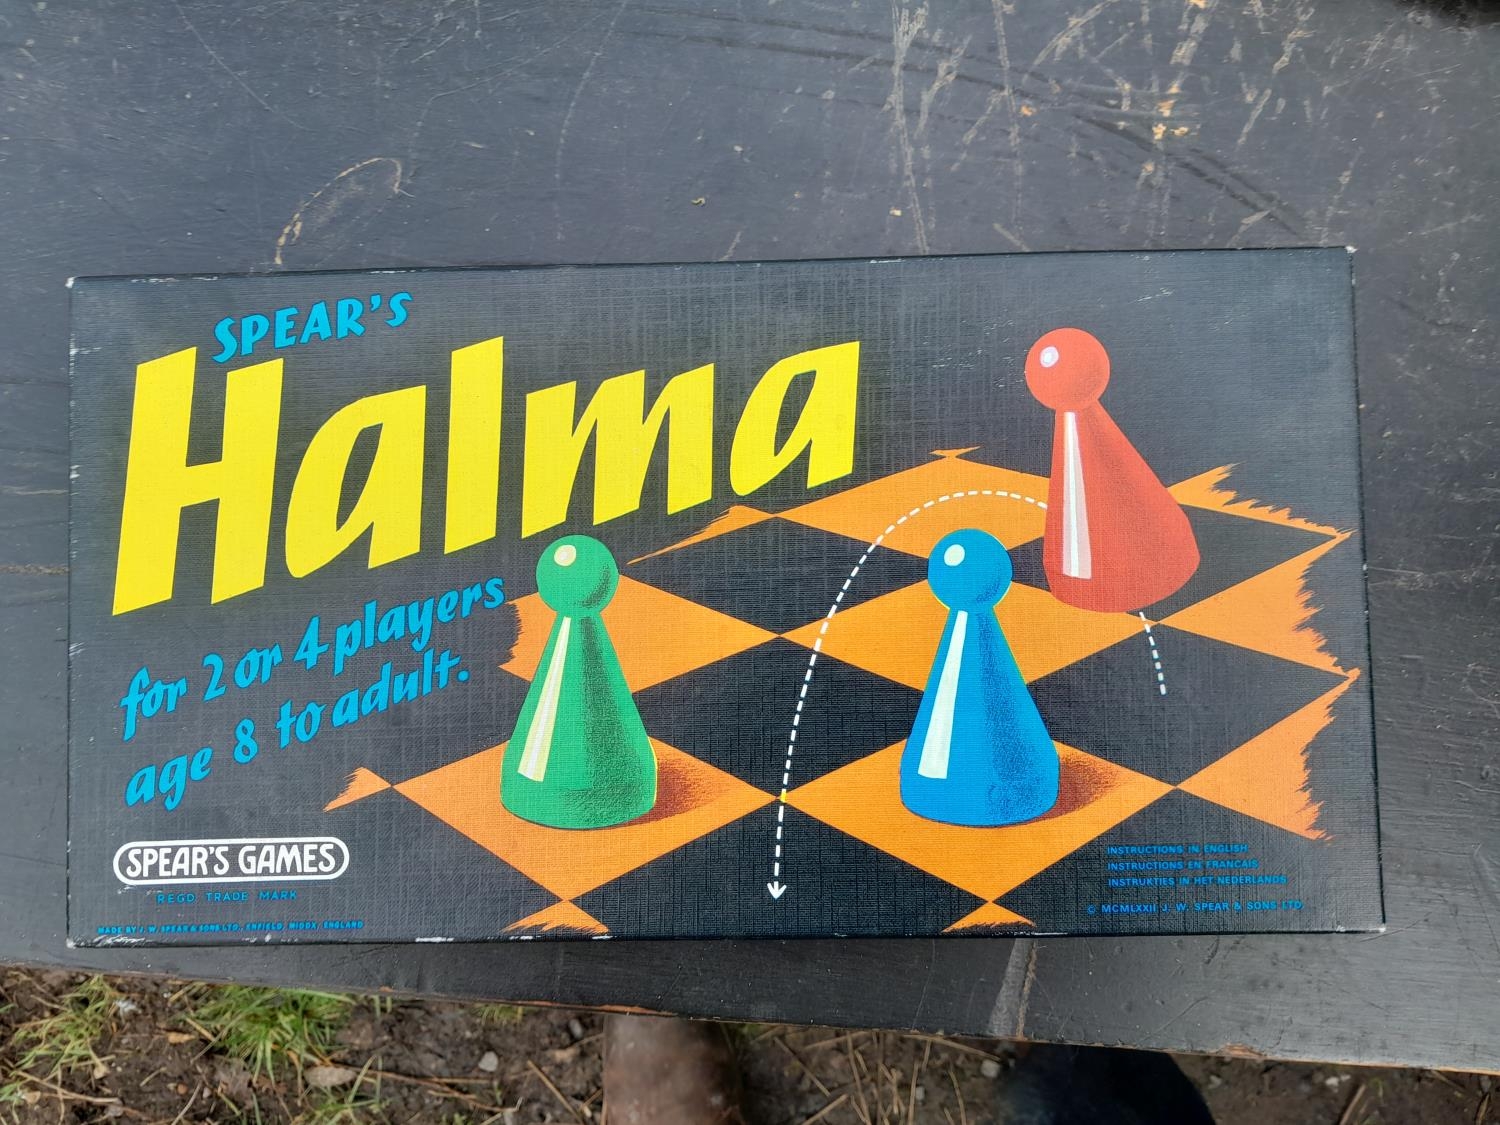 SPEAR'S
Halma
for 2 or 4 players
age 8 to adult.
SPEAR'S GAMES
REGD TRADE MARK
MADE BY J. W. SPEAR & SONS LTD., ENFIELD, MIDDX, ENGLAND
INSTRUCTIONS IN ENGLISH
INSTRUCTIONS EN FRANCAIS
INSTRUKTIES IN HET NEDERLANDS
© MCMLXXII J. W. SPEAR & SONS LTD.